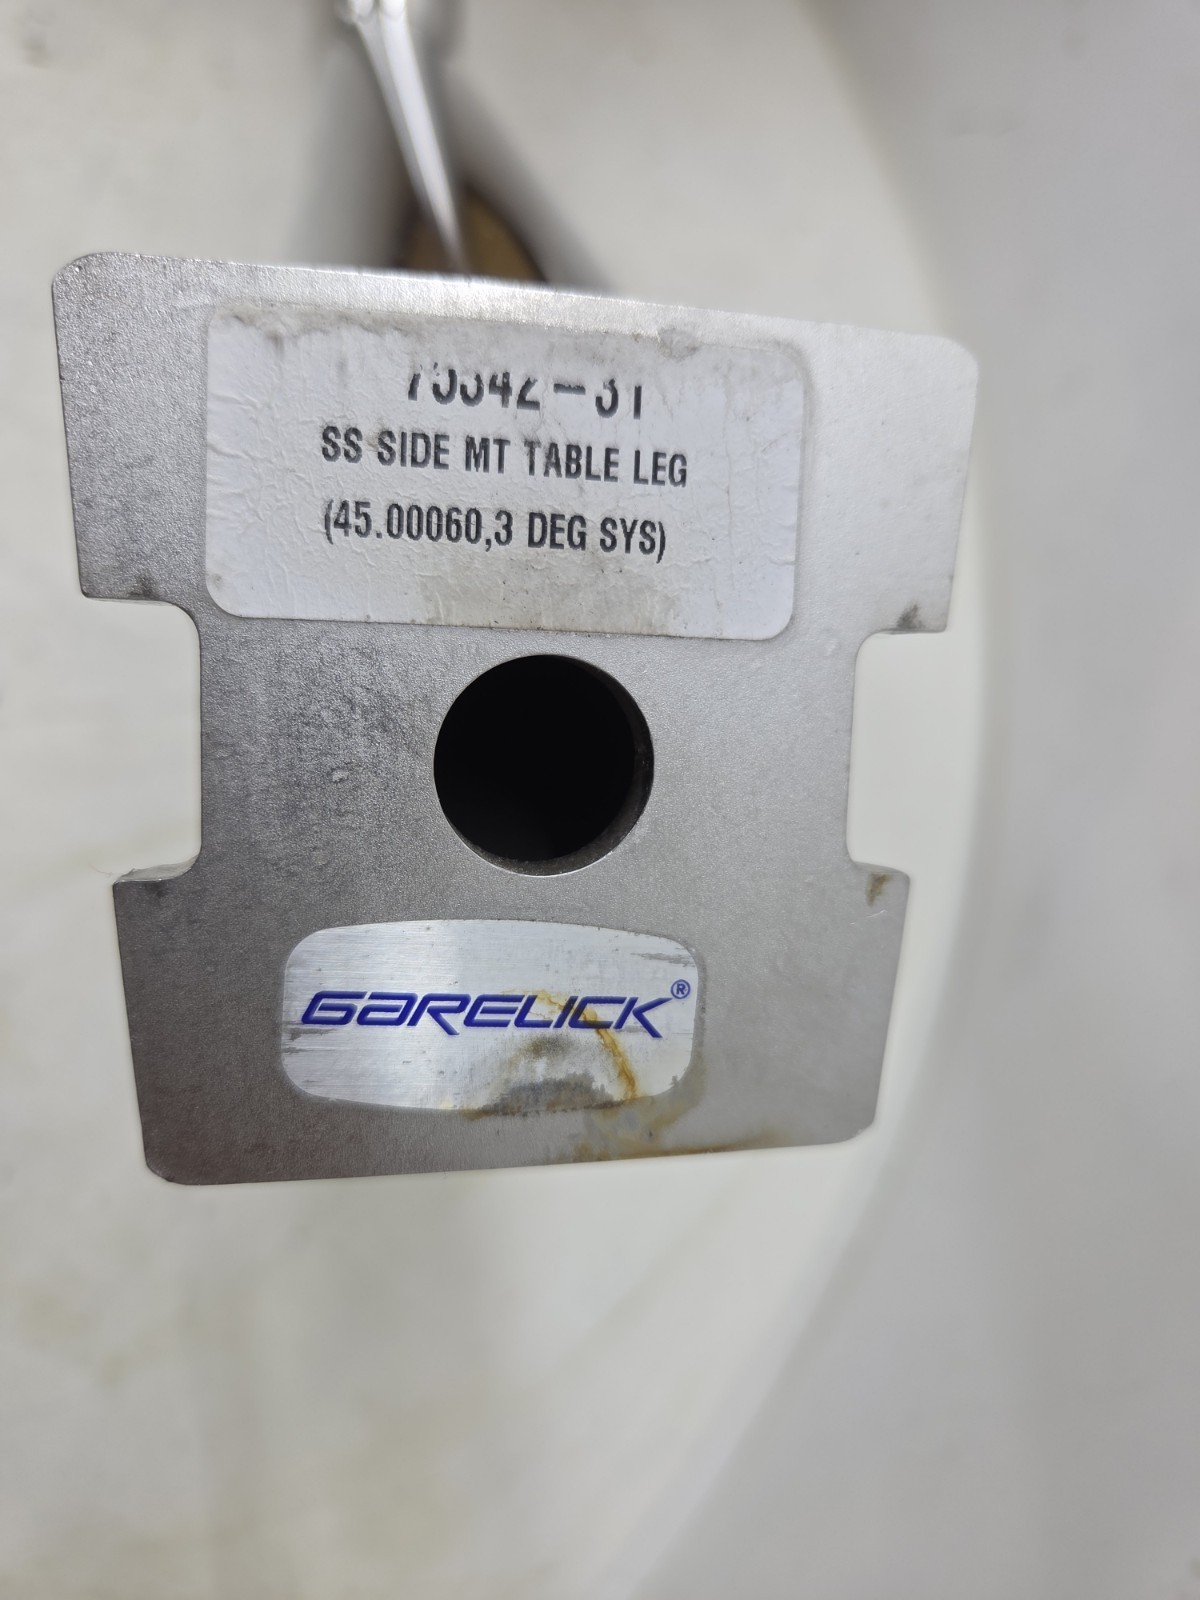 SS SIDE MT TABLE LEG
(45.00060,3 DEG SYS)
GARELICK®